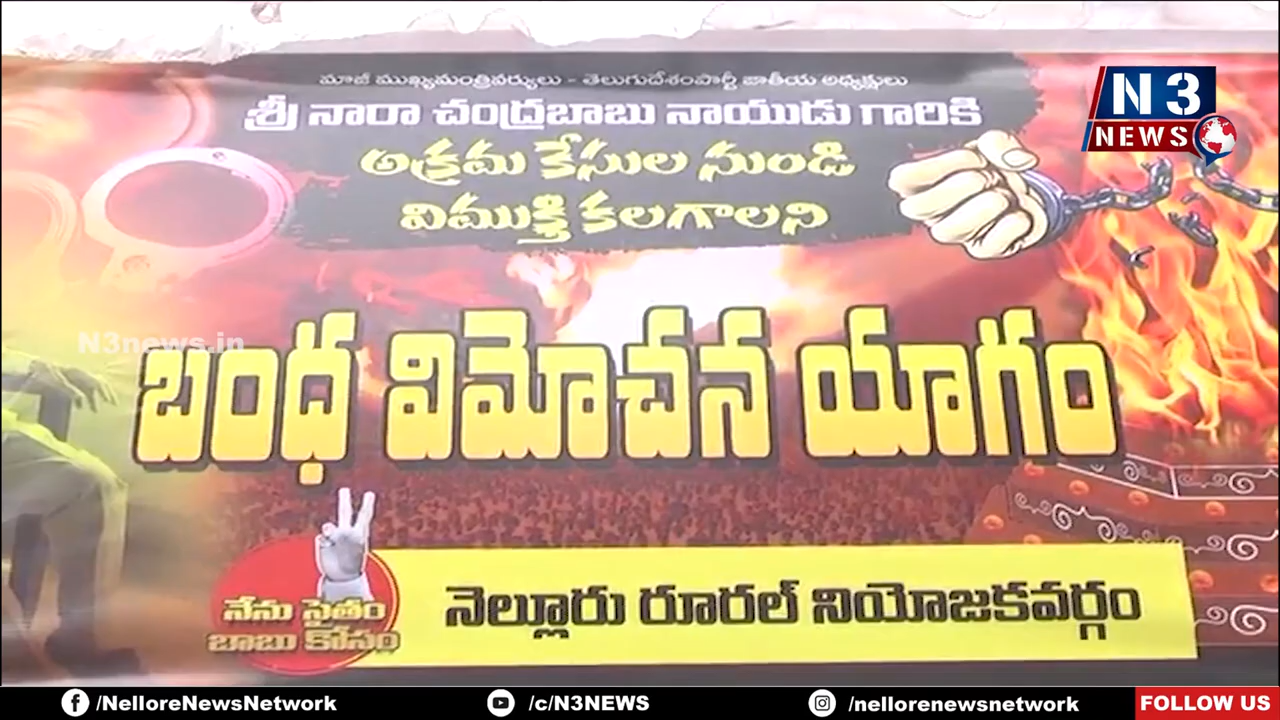 మాజీ ముఖ్యమంత్రివర్యులు - తెలుగుదేశంపార్టీ జాతీయ అధ్యక్షులు
శ్రీ నారా చంద్రబాబు నాయుడు గారికి
అక్రమ కేసుల నుండి
విముక్తి కలగాలని
N3
NEWS
N3news.in
బంధ విమోచన యాగం
నేను సైతం
బాబు కోసం
నెల్లూరు రూరల్ నియోజకవర్గం
/NelloreNewsNetwork
/c/N3NEWS
/nellorenewsnetwork
FOLLOW US